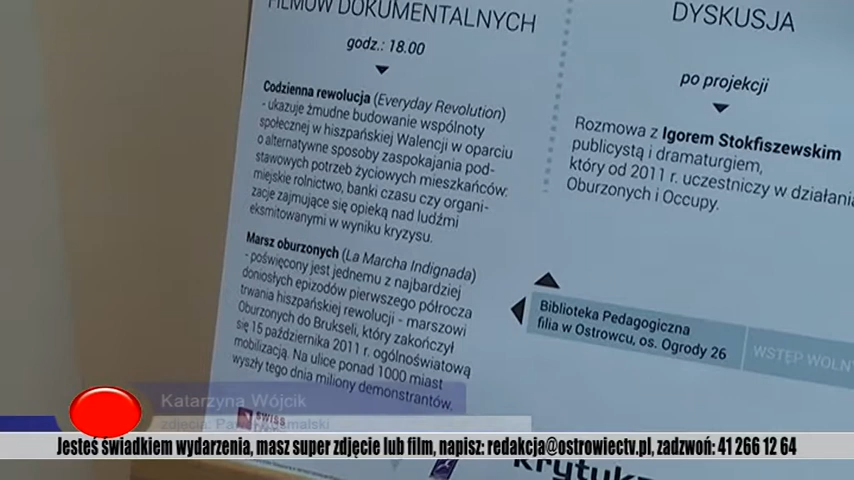 FILMÓW DOKUMENTALNYCH
godz.: 18.00
Codzienna rewolucja (Everyday Revolution)
- ukazuje żmudne budowanie wspólnoty
społecznej w hiszpańskiej Walencji w oparciu
o alternatywne sposoby zaspokajania pod-
stawowych potrzeb życiowych mieszkańców:
miejskie rolnictwo, banki czasu czy organi-
zacje zajmujące się opieką nad ludźmi
eksmitowanymi w wyniku kryzysu.
Marsz oburzonych (La Marcha Indignada)
- poświęcony jest jednemu z najbardziej
doniosłych epizodów pierwszego półrocza
trwania hiszpańskiej rewolucji - marszowi
Oburzonych do Brukseli, który zakończył
się 15 października 2011 r. ogólnoświatową
mobilizacją. Na ulicę ponad 1000 miast
wyszły tego dnia miliony demonstrantów.
DYSKUSJA
po projekcji
Rozmowa z Igorem Stokfiszewskim
publicystą i dramaturgiem,
który od 2011 r. uczestniczy w działania
Oburzonych i Occupy.
Biblioteka Pedagogiczna
filia w Ostrowcu, os. Ogrody 26
WSTĘP WOLNY
swiss
Katarzyna Wójcik
zdjęcia:
Jesteś świadkiem wydarzenia, masz super zdjęcie lub film, napisz: redakcja@ostrowiectv.pl, zadzwoń: 41 266 12 64